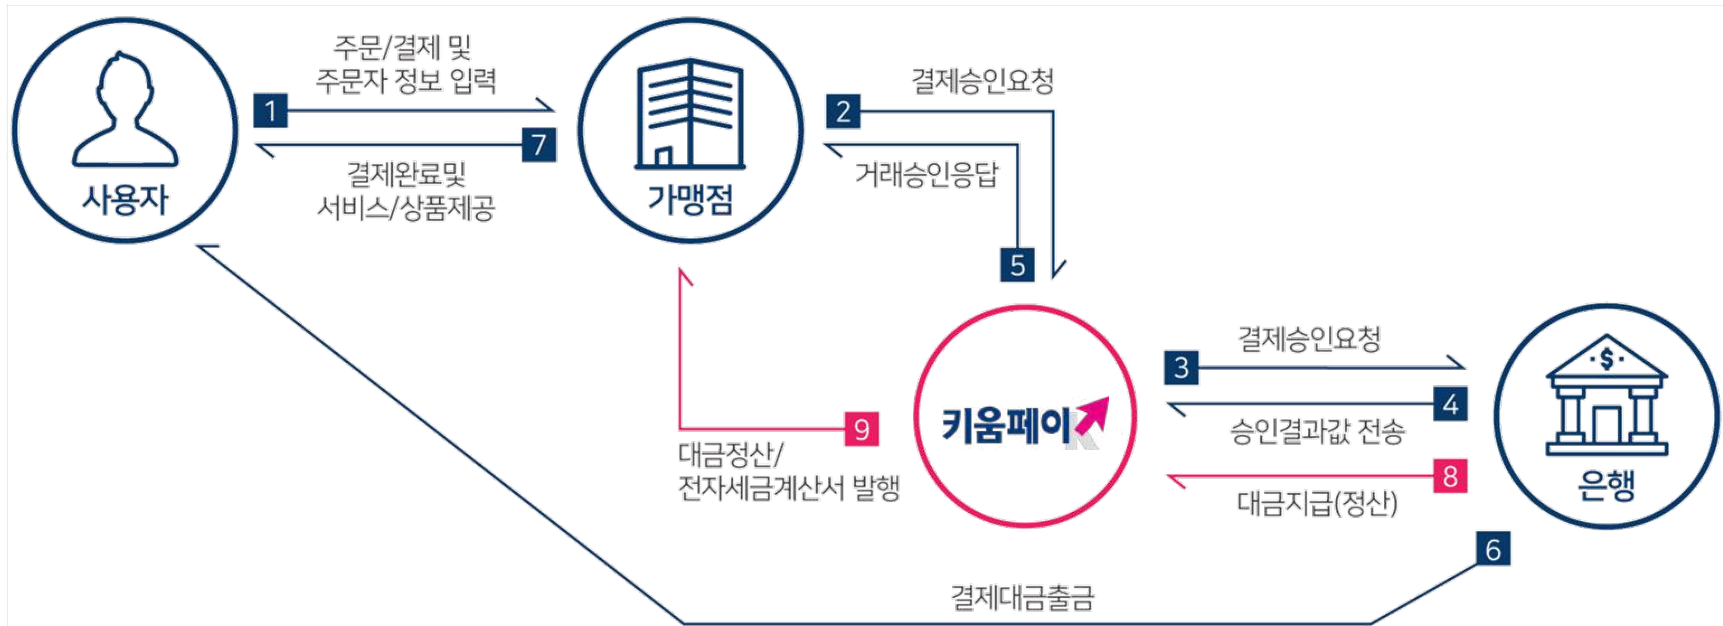 주문/결제 및
주문자 정보 입력
1
7
결제완료및
서비스/상품제공
사용자
가맹점
2
결제승인요청
거래승인응답
5
키움페이
3
결제승인요청
4
승인결과값 전송
8
대금지급(정산)
은행
$
9
대금정산/
전자세금계산서 발행
6
결제대금출금